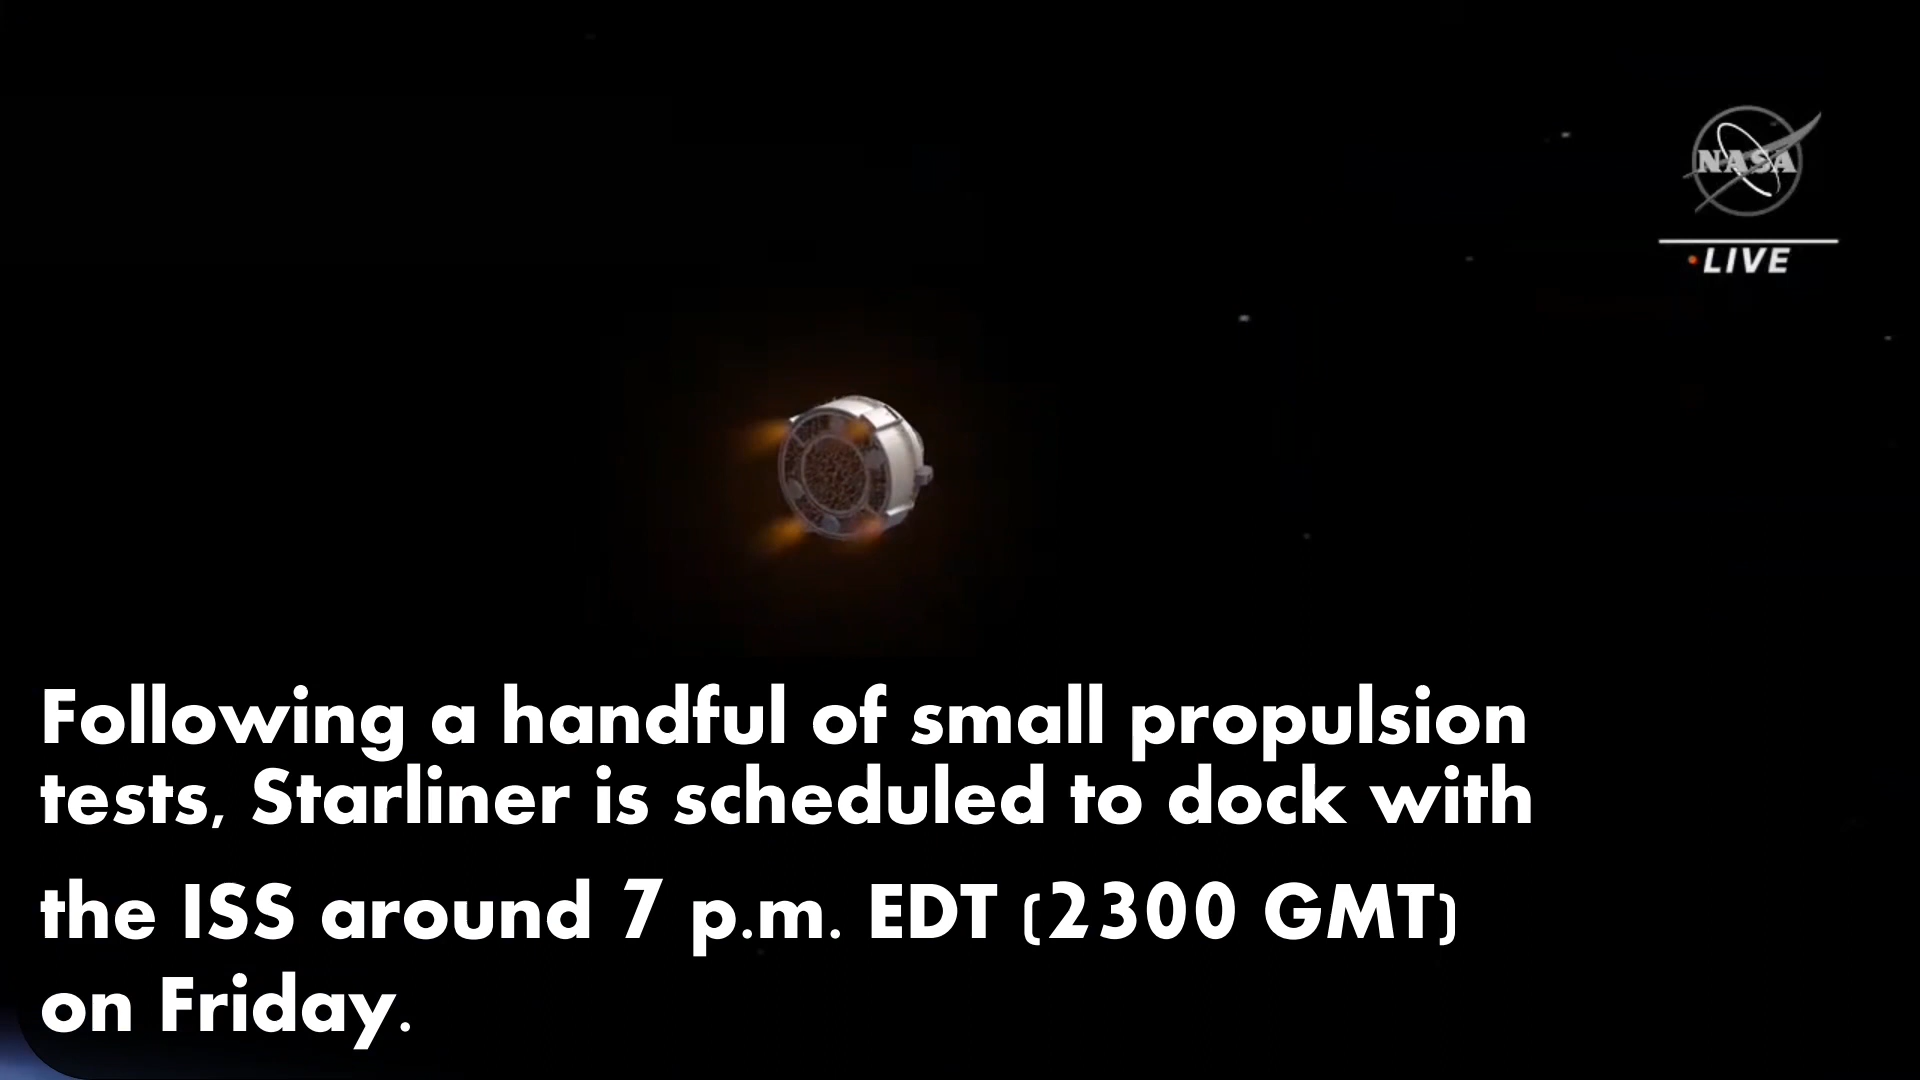 NASA
LIVE
Following a handful of small propulsion
tests, Starliner is scheduled to dock with
the ISS around 7 p.m. EDT (2300 GMT)
on Friday.